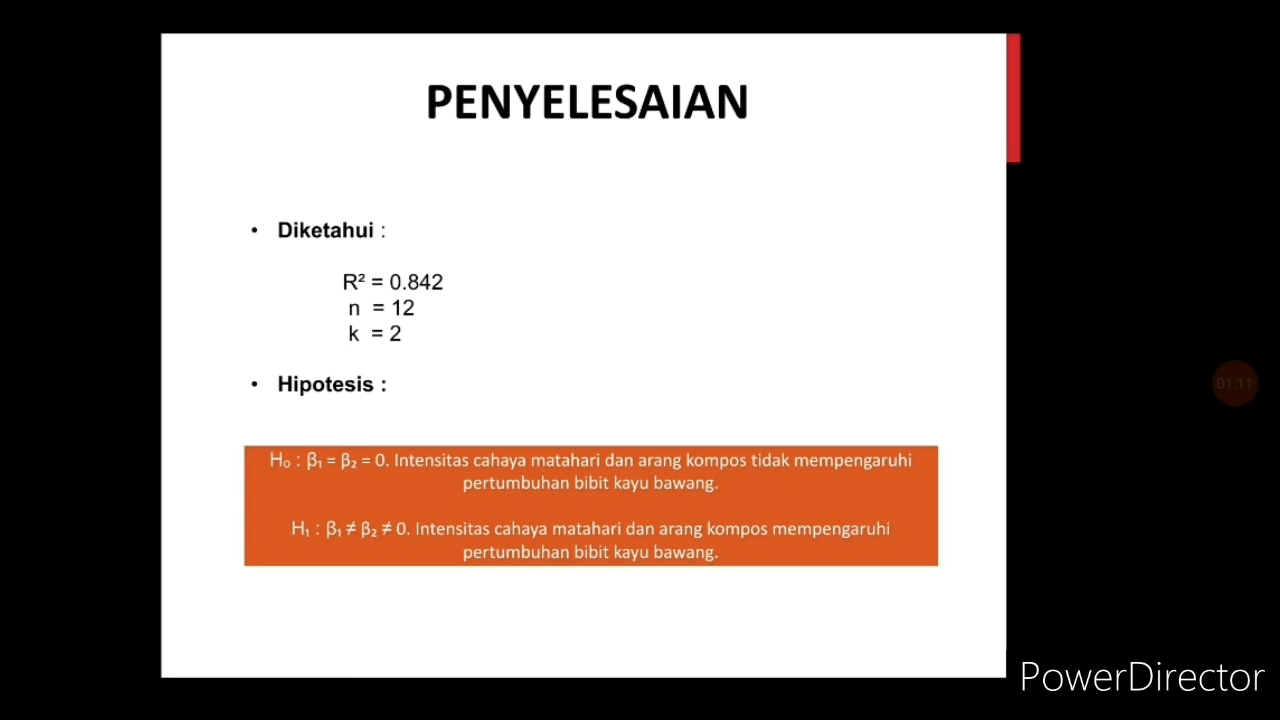 PENYELESAIAN
• Diketahui :
R² = 0.842
n = 12
k = 2
• Hipotesis :
H₀ : β₁ = β₂ = 0. Intensitas cahaya matahari dan arang kompos tidak mempengaruhi
pertumbuhan bibit kayu bawang.
H₁ : β₁ ≠ β₂ ≠ 0. Intensitas cahaya matahari dan arang kompos mempengaruhi
pertumbuhan bibit kayu bawang.
01:11
PowerDirector